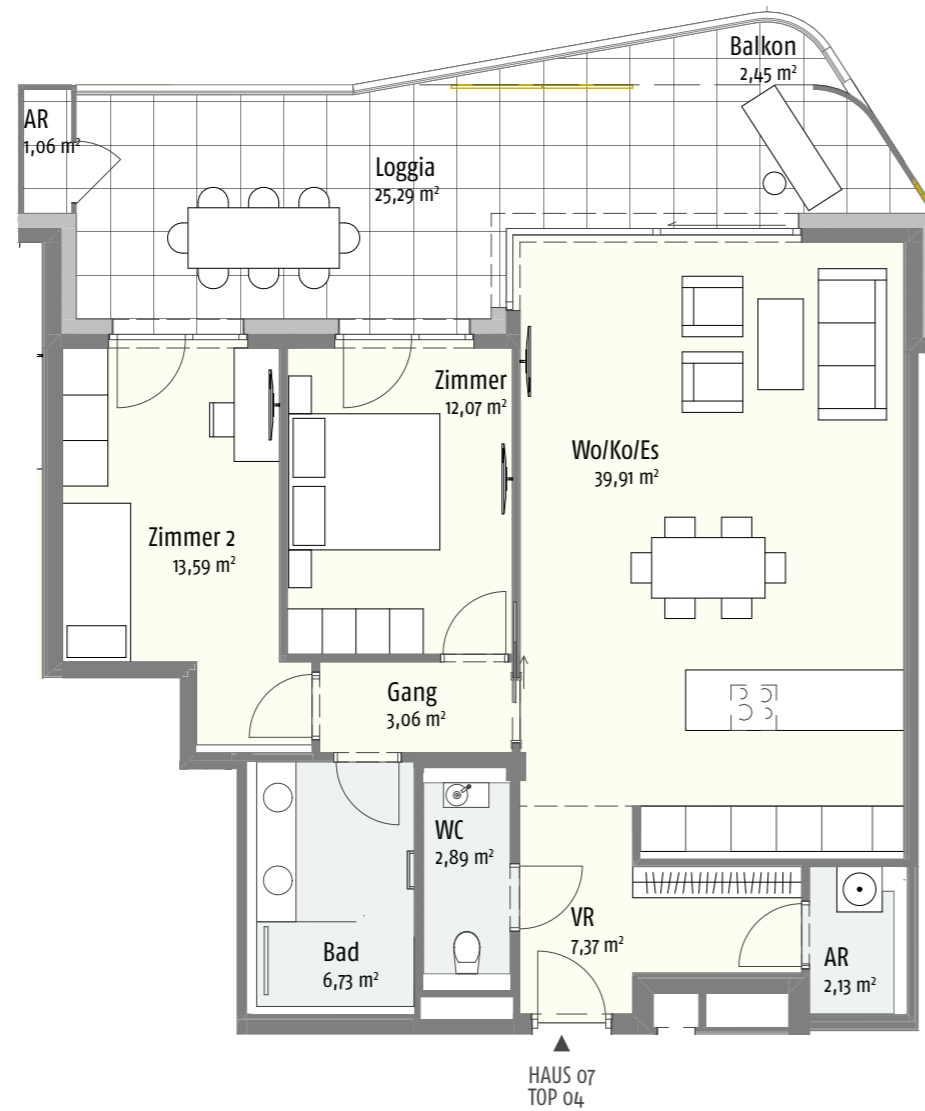 Balkon
2,45 m²
AR
1,06 m²
Loggia
25,29 m²
Zimmer
12,07 m²
Wo/Ko/Es
39,91 m²
Zimmer 2
13,59 m²
Gang
3,06 m²
WC
2,89 m²
VR
7,37 m²
Bad
6,73 m²
AR
2,13 m²
HAUS 07
TOP 04